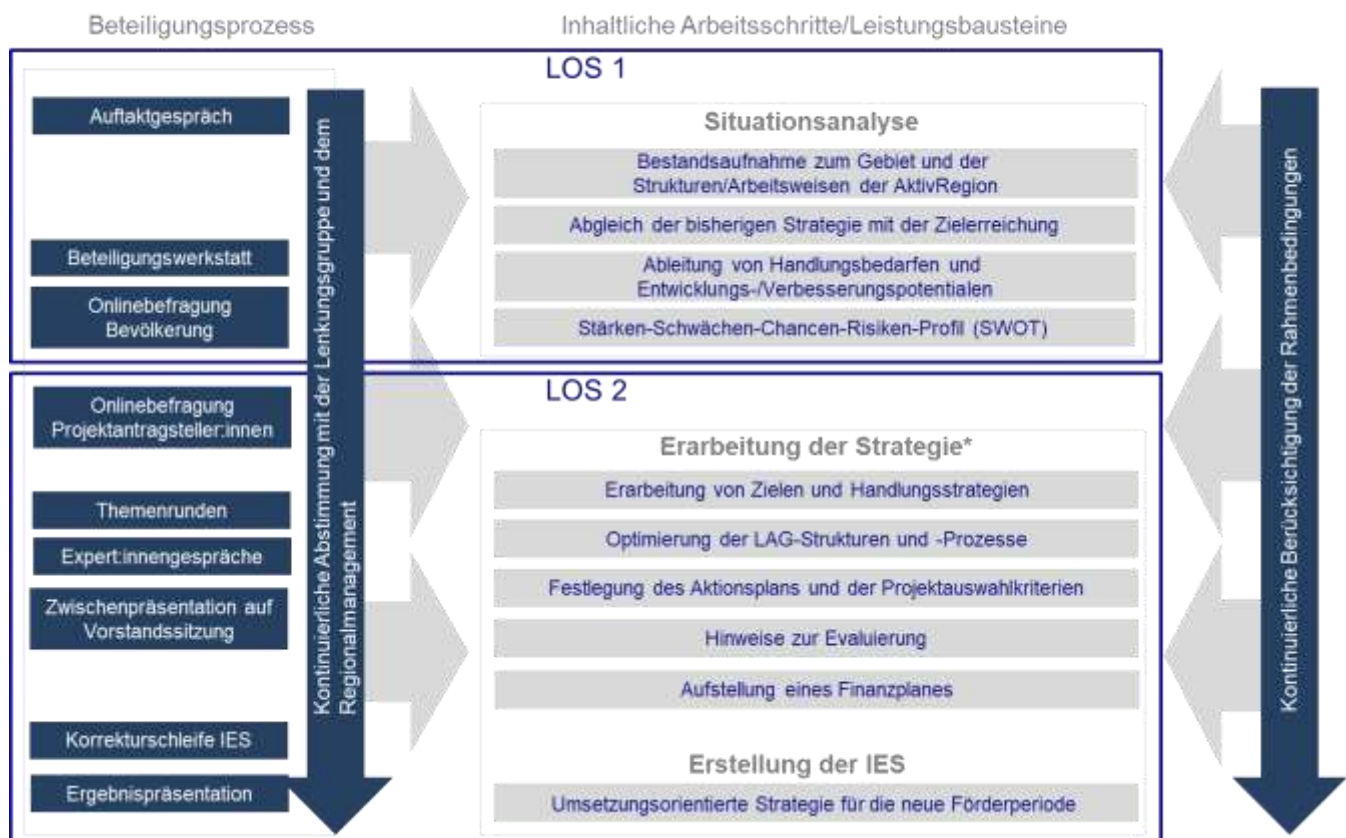 Beteiligungsprozess
Inhaltliche Arbeitsschritte/Leistungsbausteine
LOS 1
Auftaktgespräch
Beteiligungswerkstatt
Onlinebefragung
Bevölkerung
Kontinuierliche Abstimmung mit der Lenkungsgruppe und dem
Regionalmanagement
Situationsanalyse
Bestandsaufnahme zum Gebiet und der
Strukturen/Arbeitsweisen der AktivRegion
Abgleich der bisherigen Strategie mit der Zielerreichung
Ableitung von Handlungsbedarfen und
Entwicklungs-/Verbesserungspotentialen
Stärken-Schwächen-Chancen-Risiken-Profil (SWOT)
Kontinuierliche Berücksichtigung der Rahmenbedingungen
LOS 2
Onlinebefragung
Projektantragsteller:innen
Themenrunden
Expert:innengespräche
Zwischenpräsentation auf
Vorstandssitzung
Korrekturschleife IES
Ergebnispräsentation
Erarbeitung der Strategie*
Erarbeitung von Zielen und Handlungsstrategien
Optimierung der LAG-Strukturen und -Prozesse
Festlegung des Aktionsplans und der Projektauswahlkriterien
Hinweise zur Evaluierung
Aufstellung eines Finanzplanes
Erstellung der IES
Umsetzungsorientierte Strategie für die neue Förderperiode